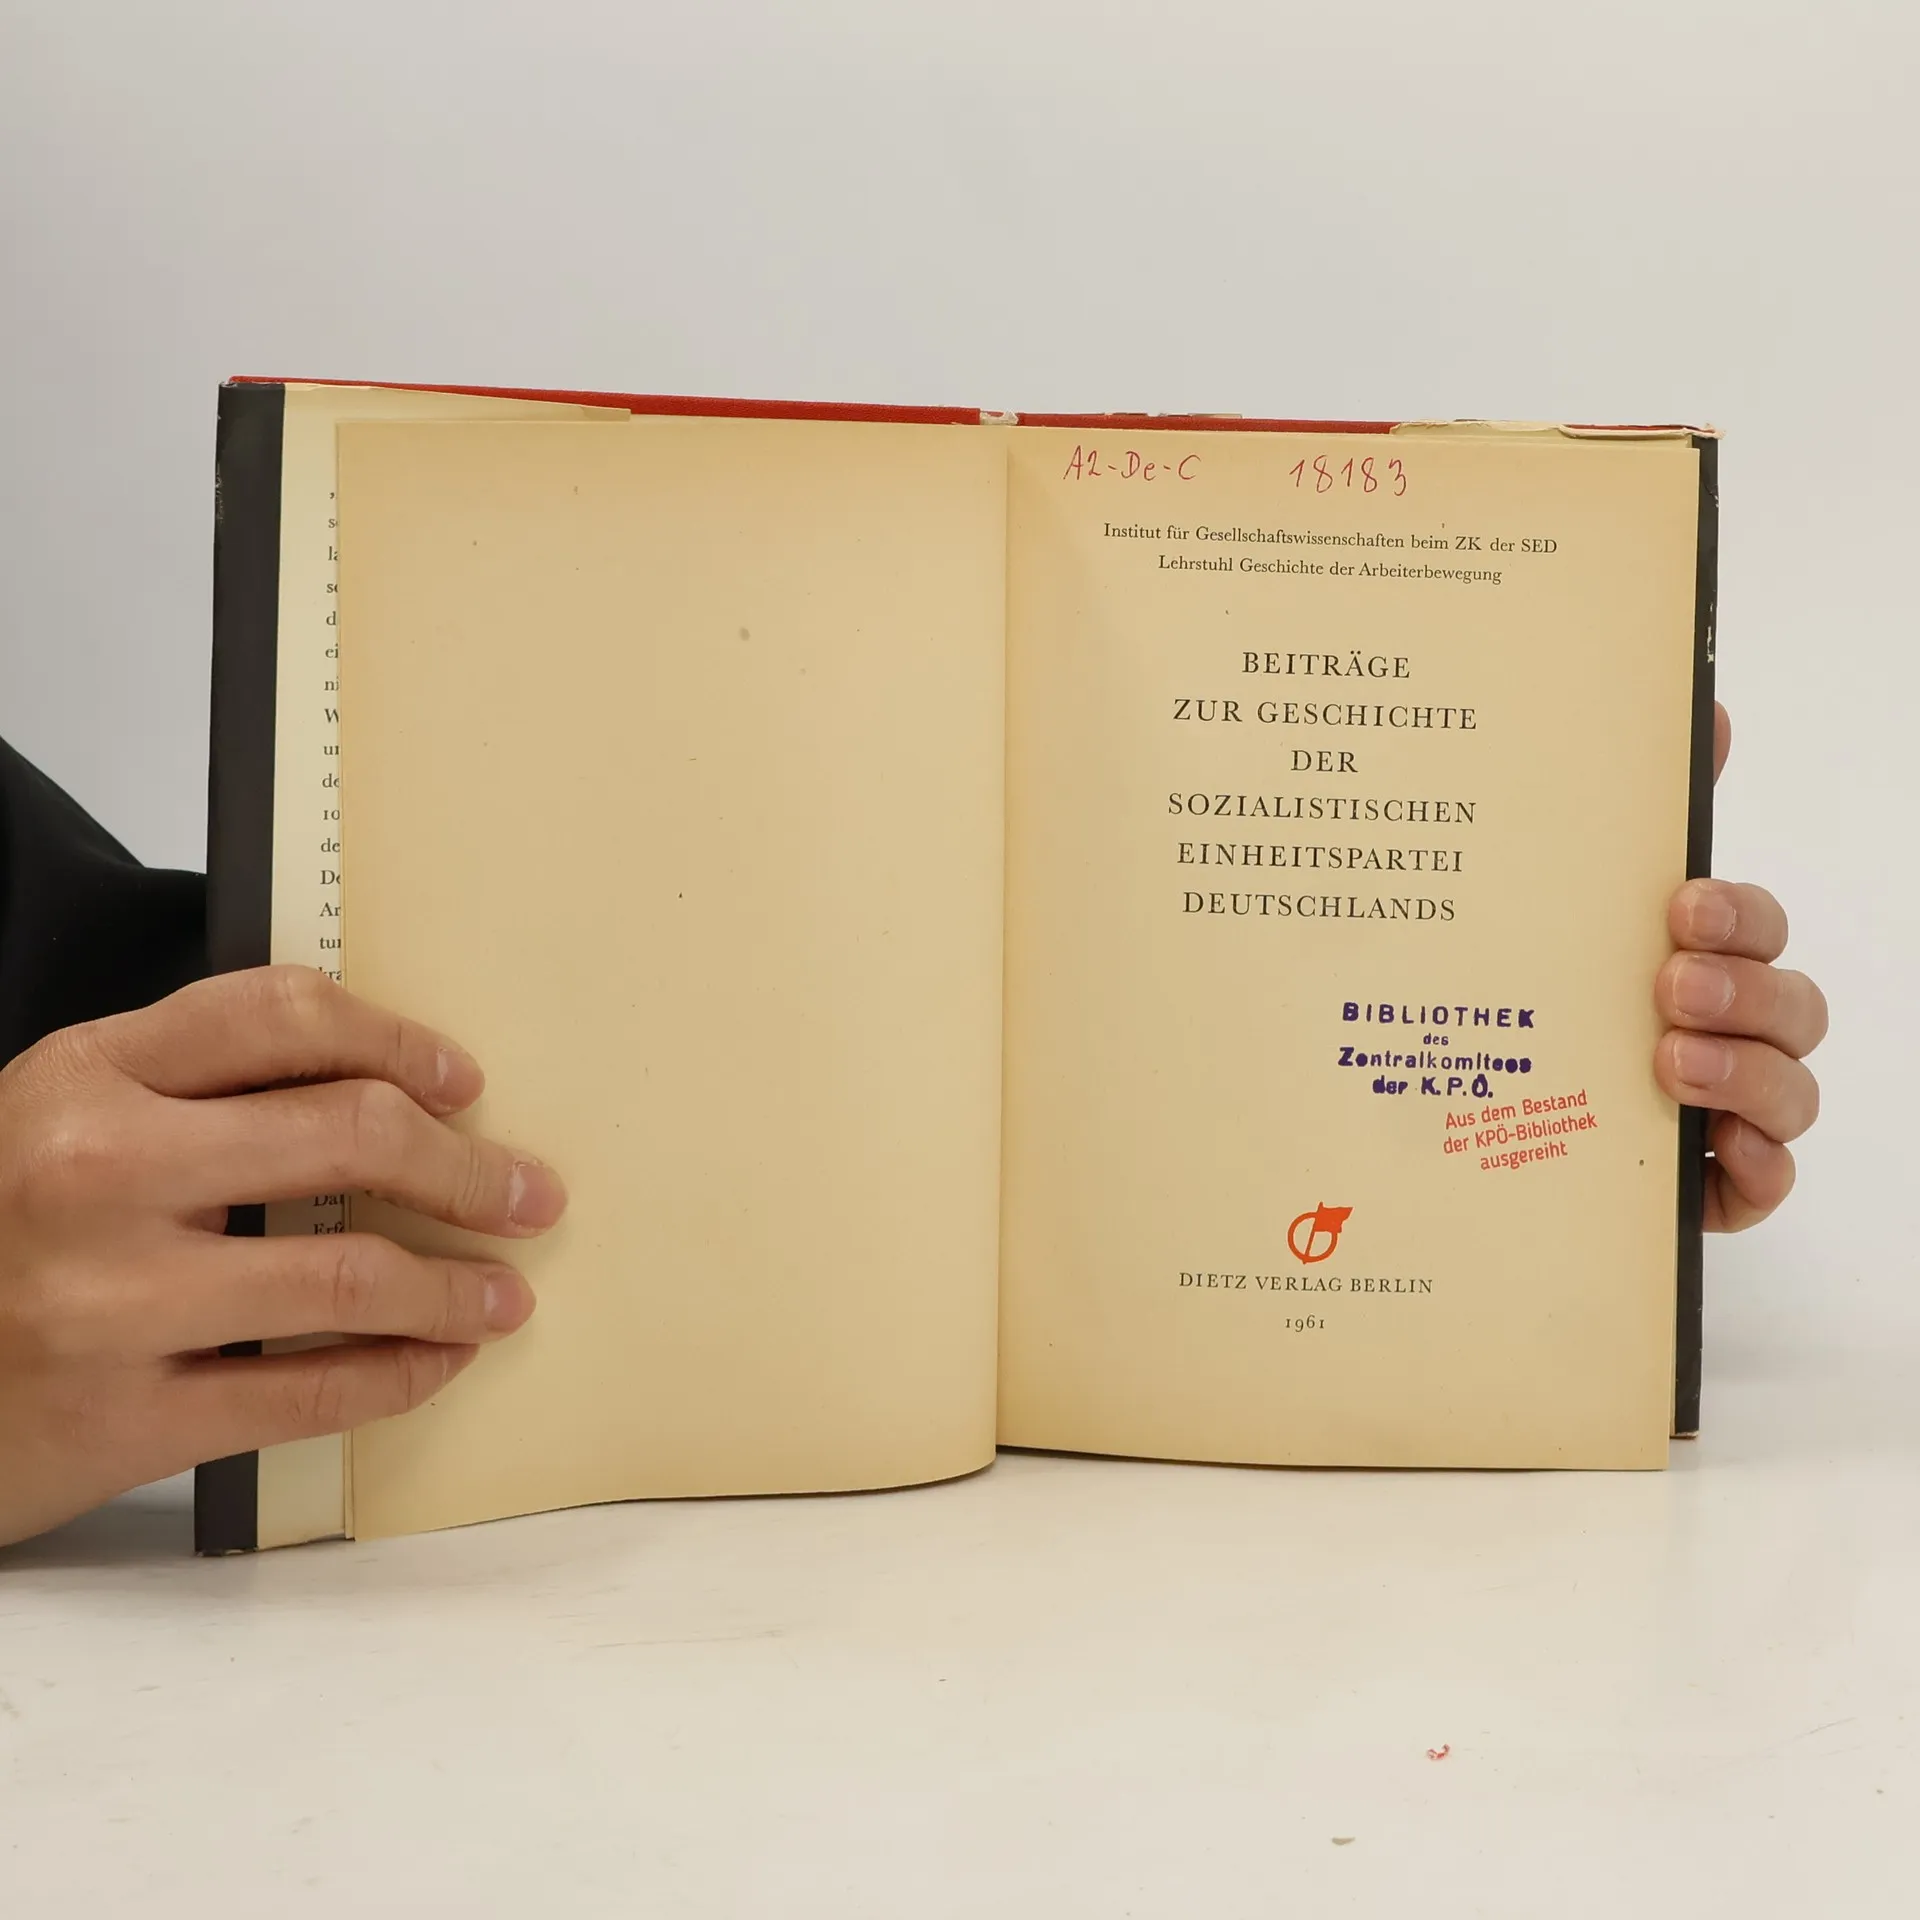 A2-De-C 18183
Institut für Gesellschaftswissenschaften beim ZK der SED
Lehrstuhl Geschichte der Arbeiterbewegung
BEITRÄGE
ZUR GESCHICHTE
DER
SOZIALISTISCHEN
EINHEITSPARTEI
DEUTSCHLANDS
BIBLIOTHEK
des
Zentralkomitees
der K.P.Ö.
Aus dem Bestand
der KPÖ-Bibliothek
ausgereiht
DIETZ VERLAG BERLIN
1961